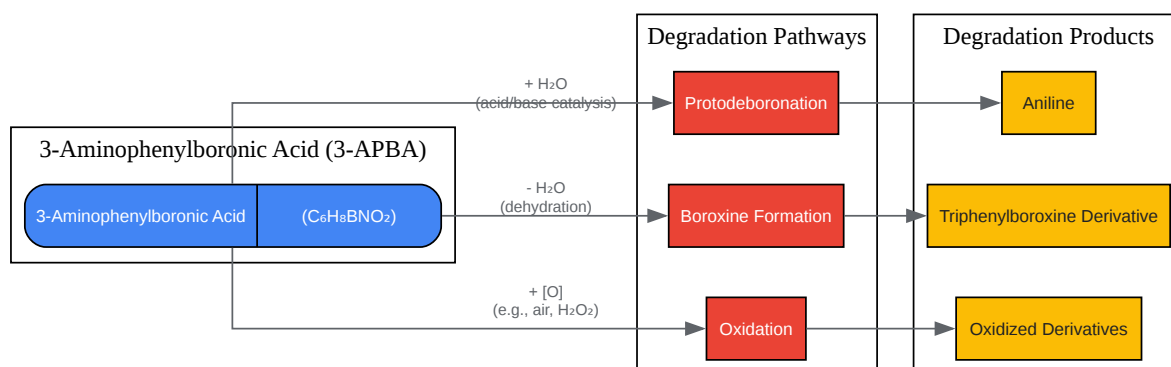 Degradation Pathways
Degradation Products
+ H₂O
(acid/base catalysis)
Protodeboronation
Aniline
3-Aminophenylboronic Acid (3-APBA)
3-Aminophenylboronic Acid
(C₆H₈BNO₂)
- H₂O
(dehydration)
Boroxine Formation
Triphenylboroxine Derivative
+ [O]
(e.g., air, H₂O₂)
Oxidation
Oxidized Derivatives